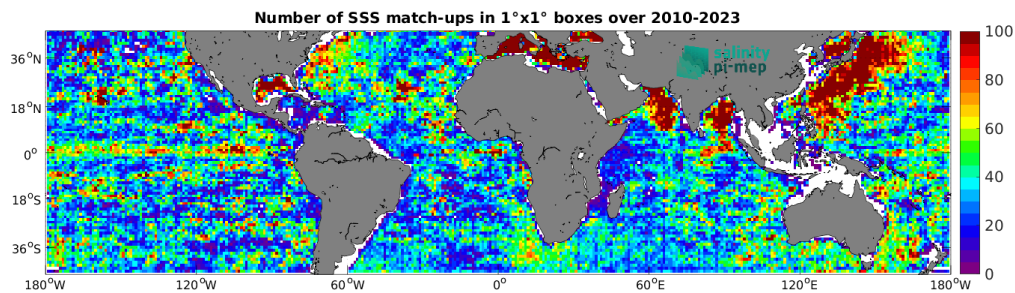 Number of SSS match-ups in 1°x1° boxes over 2010-2023
salinity
pi-mep
36°N
18°N
0°
18°S
36°S
180°W
120°W
60°W
0°
60°E
120°E
180°W
100
80
60
40
20
0